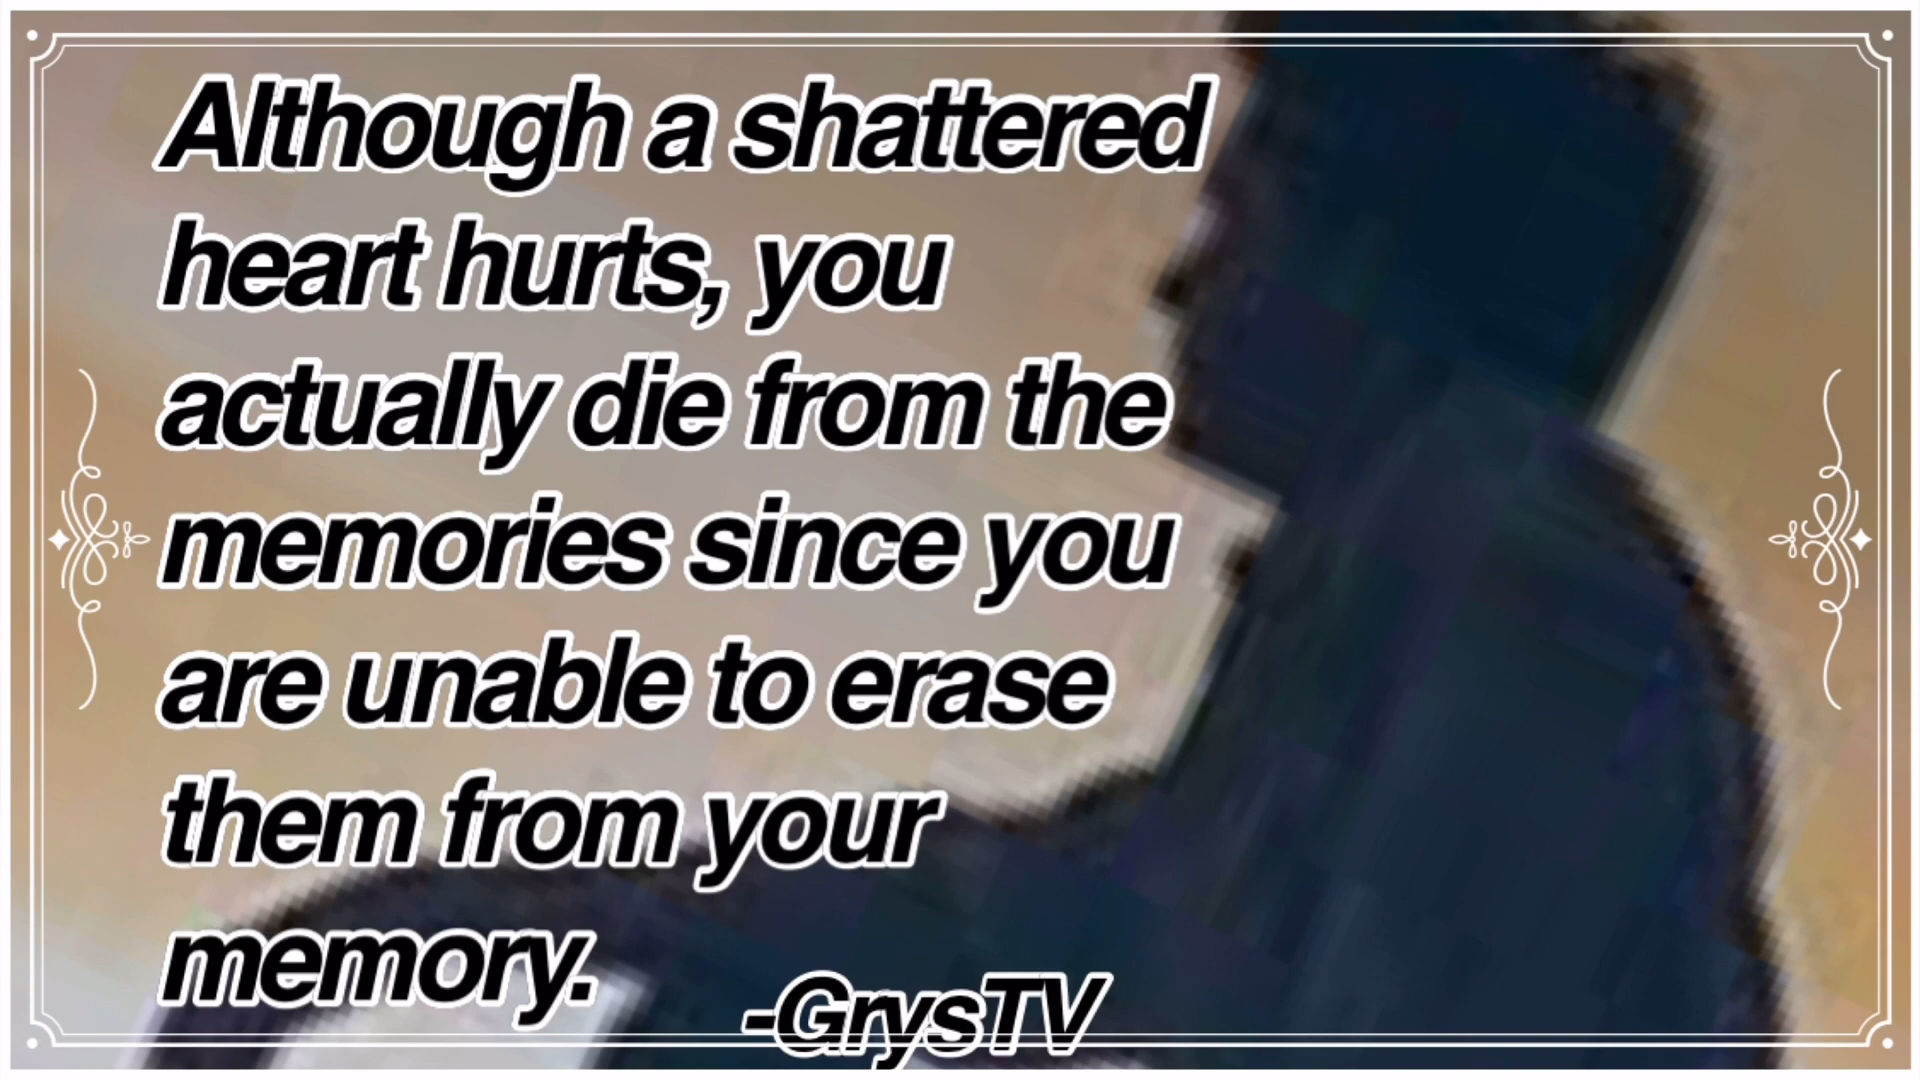 Although a shattered
heart hurts, you
actually die from the
memories since you
are unable to erase
them from your
memory.
-GrysTV